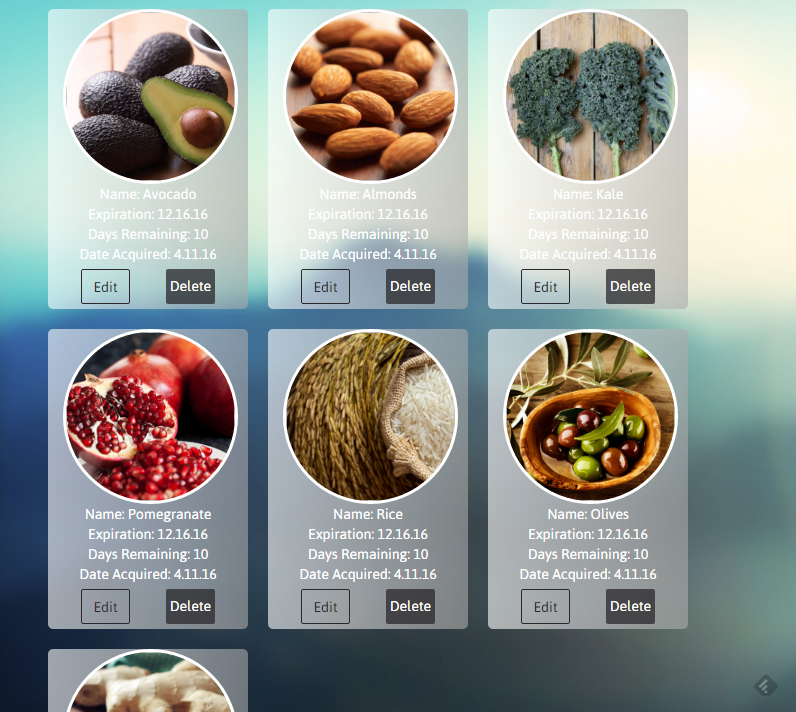 Name: Avocado
Expiration: 12.16.16
Days Remaining: 10
Date Acquired: 4.11.16
Edit
Delete
Name: Almonds
Expiration: 12.16.16
Days Remaining: 10
Date Acquired: 4.11.16
Edit
Delete
Name: Kale
Expiration: 12.16.16
Days Remaining: 10
Date Acquired: 4.11.16
Edit
Delete
Name: Pomegranate
Expiration: 12.16.16
Days Remaining: 10
Date Acquired: 4.11.16
Edit
Delete
Name: Rice
Expiration: 12.16.16
Days Remaining: 10
Date Acquired: 4.11.16
Edit
Delete
Name: Olives
Expiration: 12.16.16
Days Remaining: 10
Date Acquired: 4.11.16
Edit
Delete